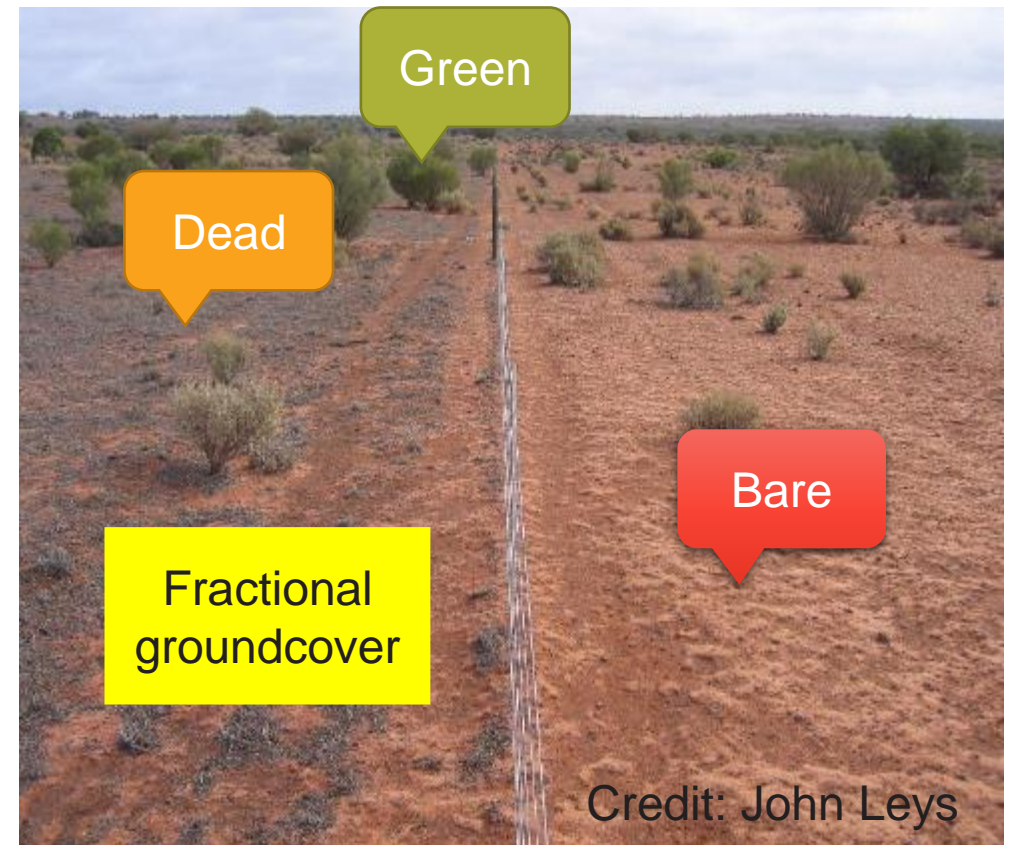 Green
Dead
Bare
Fractional
groundcover
Credit: John Leys